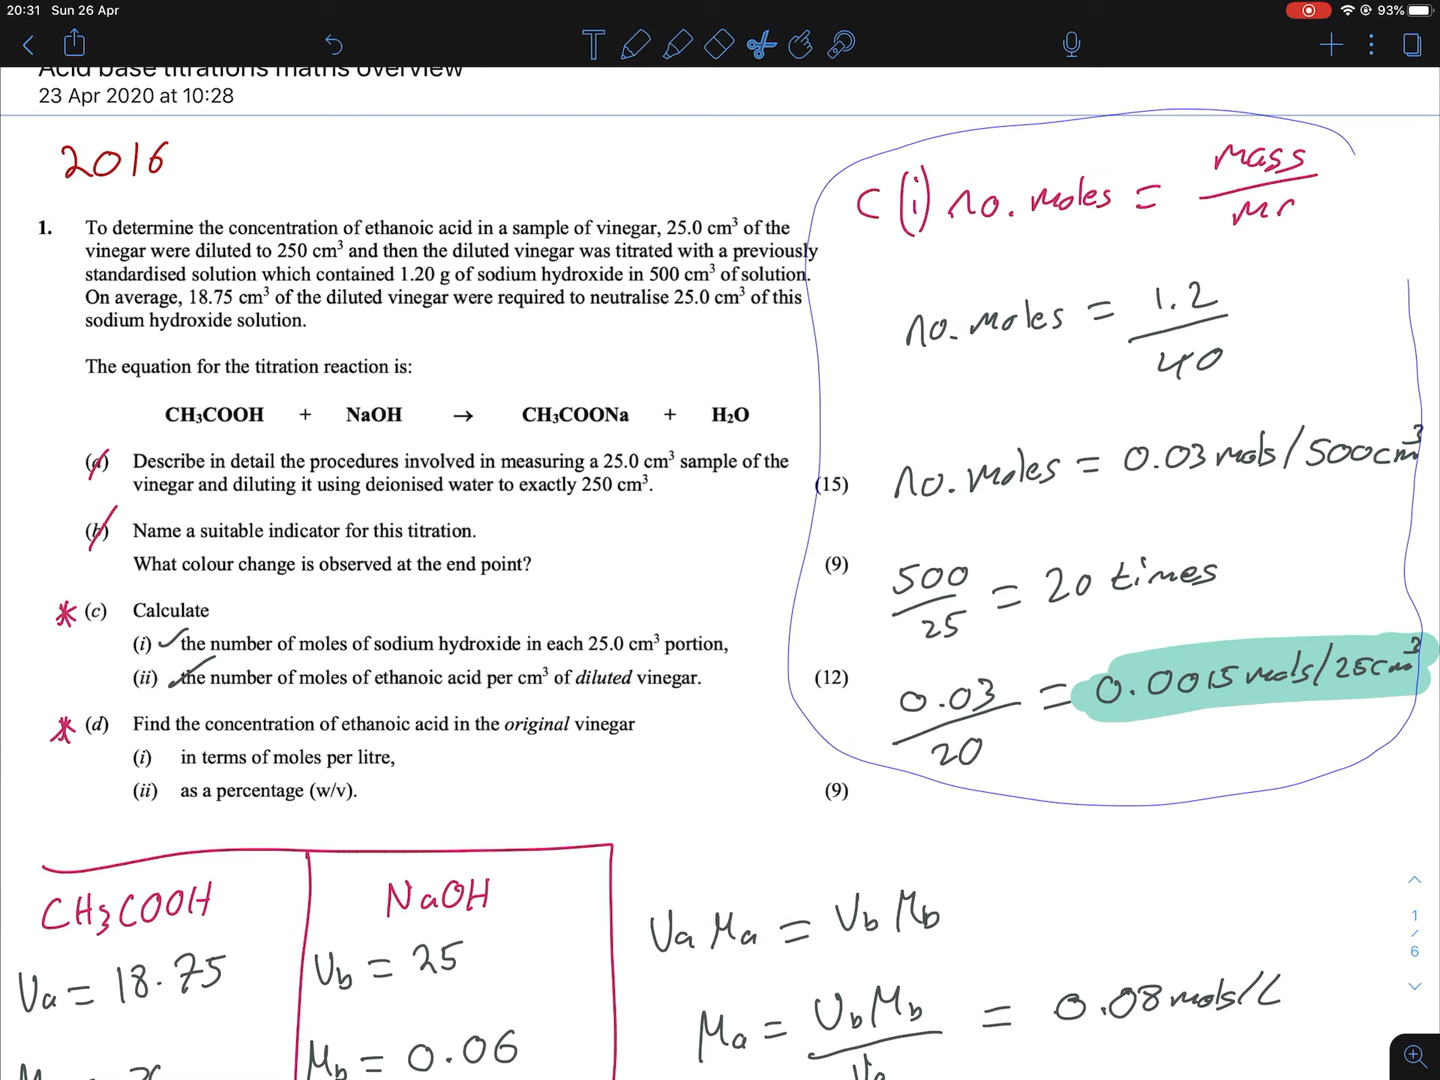 20:31 Sun 26 Apr
93%
Acid base titrations maths overview
23 Apr 2020 at 10:28
2016
1. To determine the concentration of ethanoic acid in a sample of vinegar, 25.0 cm³ of the
vinegar were diluted to 250 cm³ and then the diluted vinegar was titrated with a previously
standardised solution which contained 1.20 g of sodium hydroxide in 500 cm³ of solution.
On average, 18.75 cm³ of the diluted vinegar were required to neutralise 25.0 cm³ of this
sodium hydroxide solution.
The equation for the titration reaction is:
CH₃COOH + NaOH → CH₃COONa + H₂O
(a) Describe in detail the procedures involved in measuring a 25.0 cm³ sample of the
vinegar and diluting it using deionised water to exactly 250 cm³. (15)
(b) Name a suitable indicator for this titration.
What colour change is observed at the end point? (9)
* (c) Calculate
(i) ✓ the number of moles of sodium hydroxide in each 25.0 cm³ portion,
(ii) ✓ the number of moles of ethanoic acid per cm³ of diluted vinegar. (12)
* (d) Find the concentration of ethanoic acid in the original vinegar
(i) in terms of moles per litre,
(ii) as a percentage (w/v). (9)
C (i) no. moles = mass
Mr
no. moles = 1.2
40
no. moles = 0.03 mols/500cm³
500
25
= 20 times
0.03
20
= 0.0015 mols/25cm³
CH₃COOH
Va = 18.75
NaOH
Vb = 25
Mb = 0.06
Va Ma = Vb Mb
Ma = Vb Mb
Va
= 0.08 mols/L
1
/
6